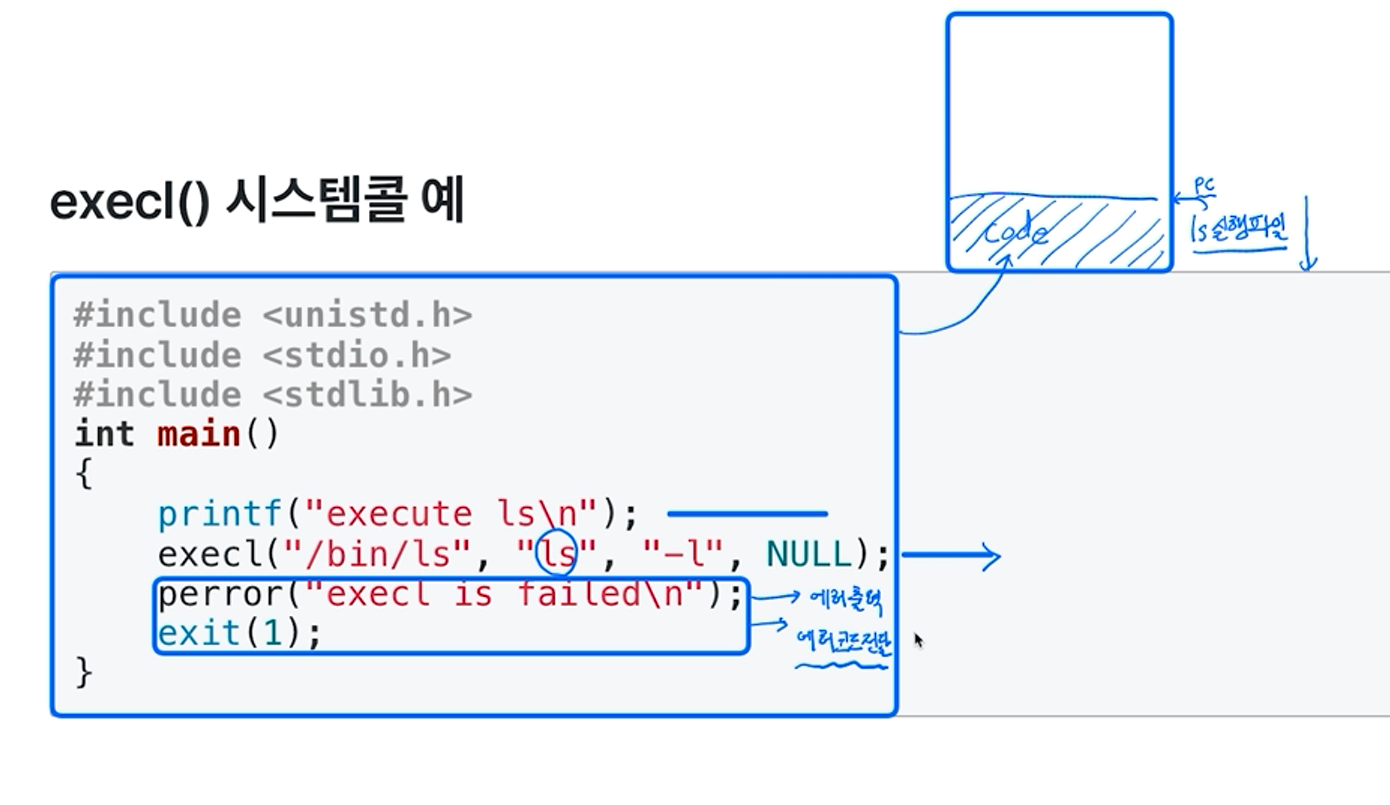 execl() 시스템콜 예
code
PC
ls실행파일
#include <unistd.h>
#include <stdio.h>
#include <stdlib.h>
int main()
{
printf("execute ls\n");
execl("/bin/ls", "ls", "-l", NULL);
perror("execl is failed\n");
exit(1);
}
에러출력
에러코드전달